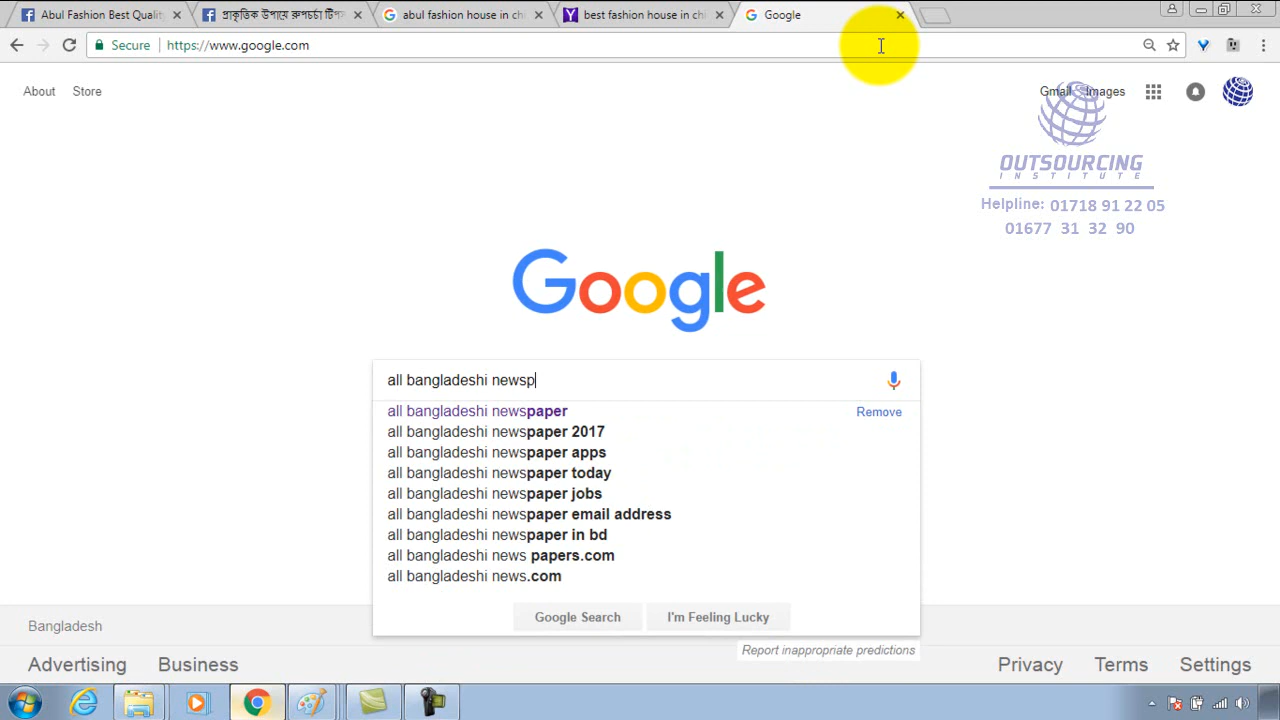 Abul Fashion Best Qualit
প্রাকৃতিক উপায়ে রুপচর্চা টিপস
abul fashion house in ch
best fashion house in ch
Google
Secure
https://www.google.com
About
Store
Gmail
Images
OUTSOURCING
INSTITUTE
Helpline: 01718 91 22 05
01677 31 32 90
Google
all bangladeshi newsp
all bangladeshi newspaper
Remove
all bangladeshi newspaper 2017
all bangladeshi newspaper apps
all bangladeshi newspaper today
all bangladeshi newspaper jobs
all bangladeshi newspaper email address
all bangladeshi newspaper in bd
all bangladeshi news papers.com
all bangladeshi news.com
Google Search
I'm Feeling Lucky
Bangladesh
Report inappropriate predictions
Advertising
Business
Privacy
Terms
Settings